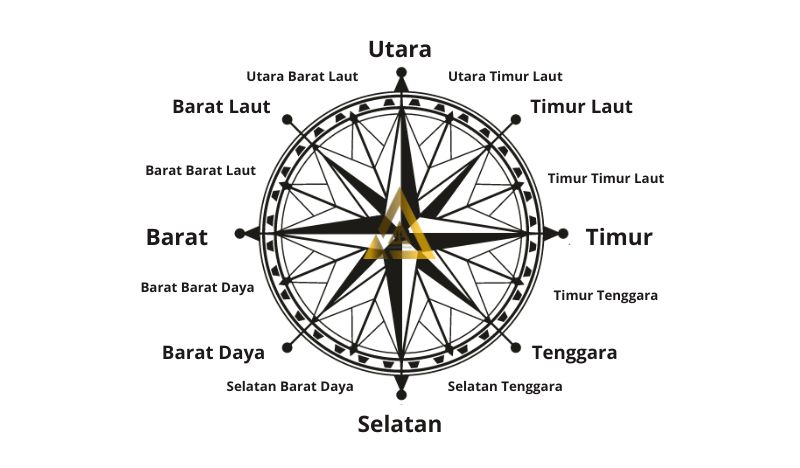 Utara
Utara Barat Laut
Utara Timur Laut
Barat Laut
Timur Laut
Barat Barat Laut
Timur Timur Laut
Barat
Timur
Barat Barat Daya
Timur Tenggara
Barat Daya
Tenggara
Selatan Barat Daya
Selatan Tenggara
Selatan